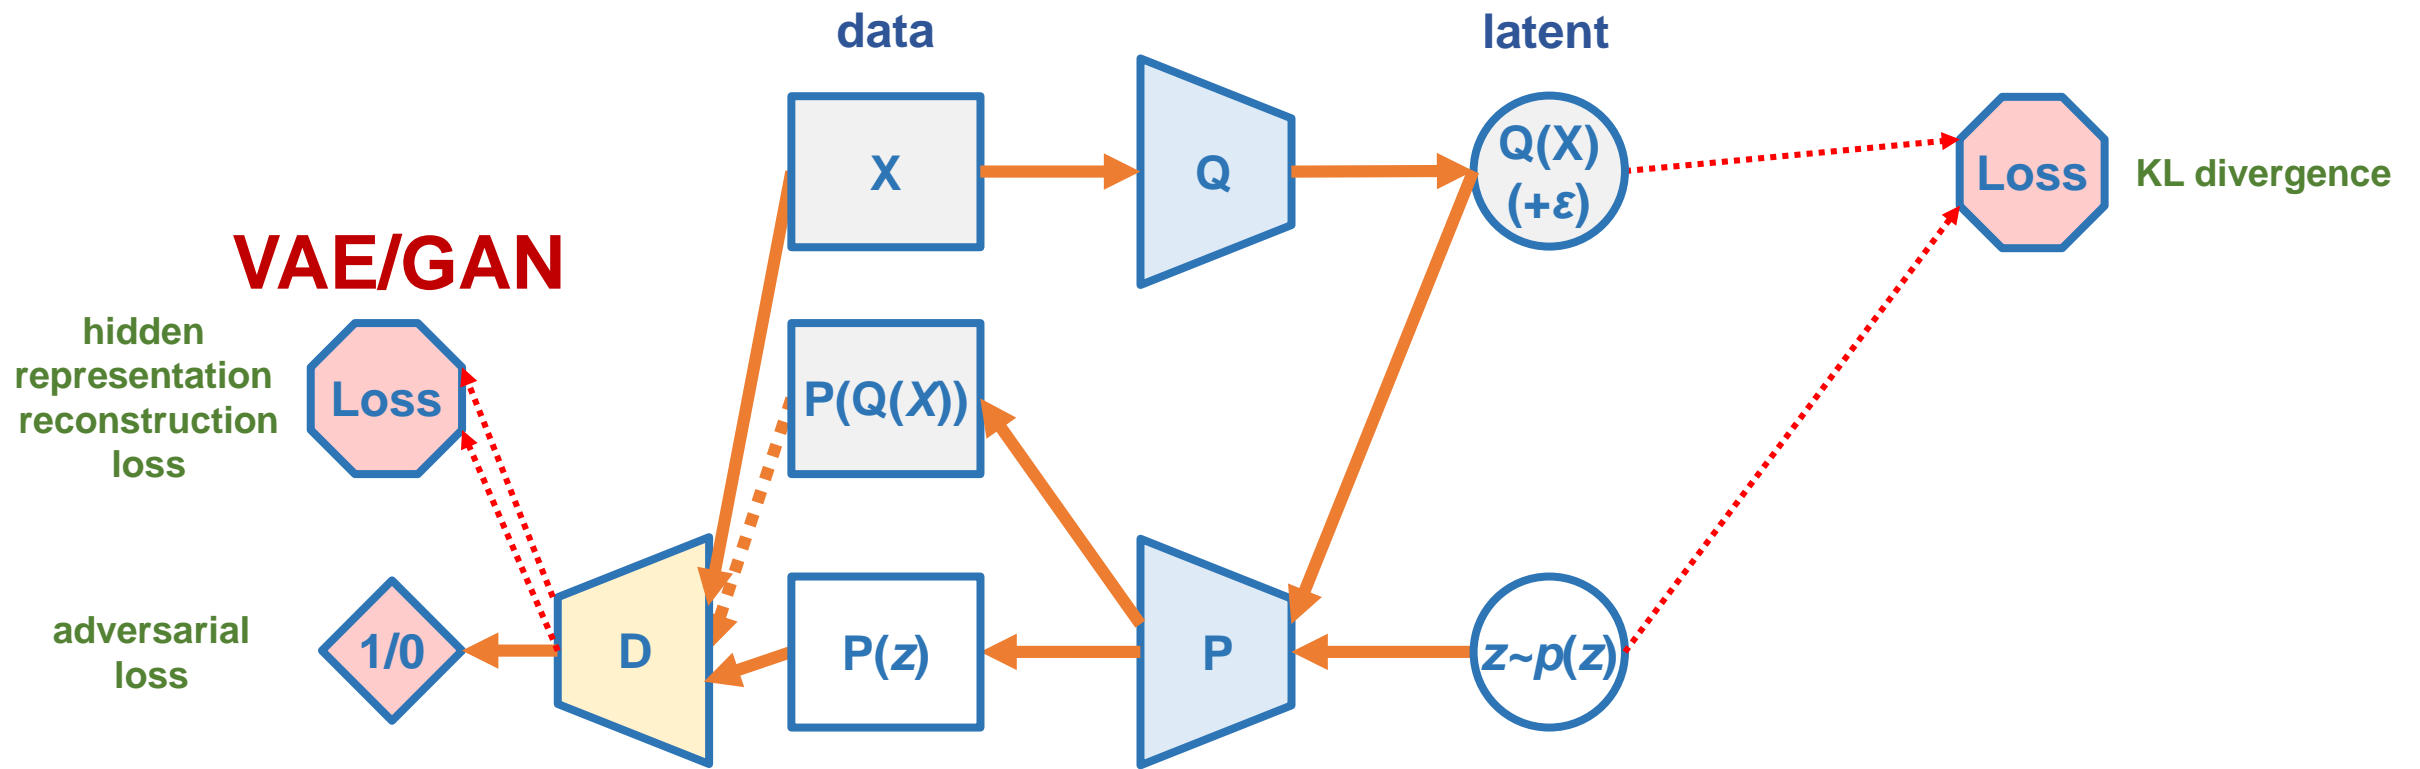 data
latent
X
Q
Q(X)
(+ε)
Loss
KL divergence
VAE/GAN
hidden
representation
reconstruction
loss
Loss
P(Q(X))
adversarial
loss
1/0
D
P(z)
P
z~p(z)